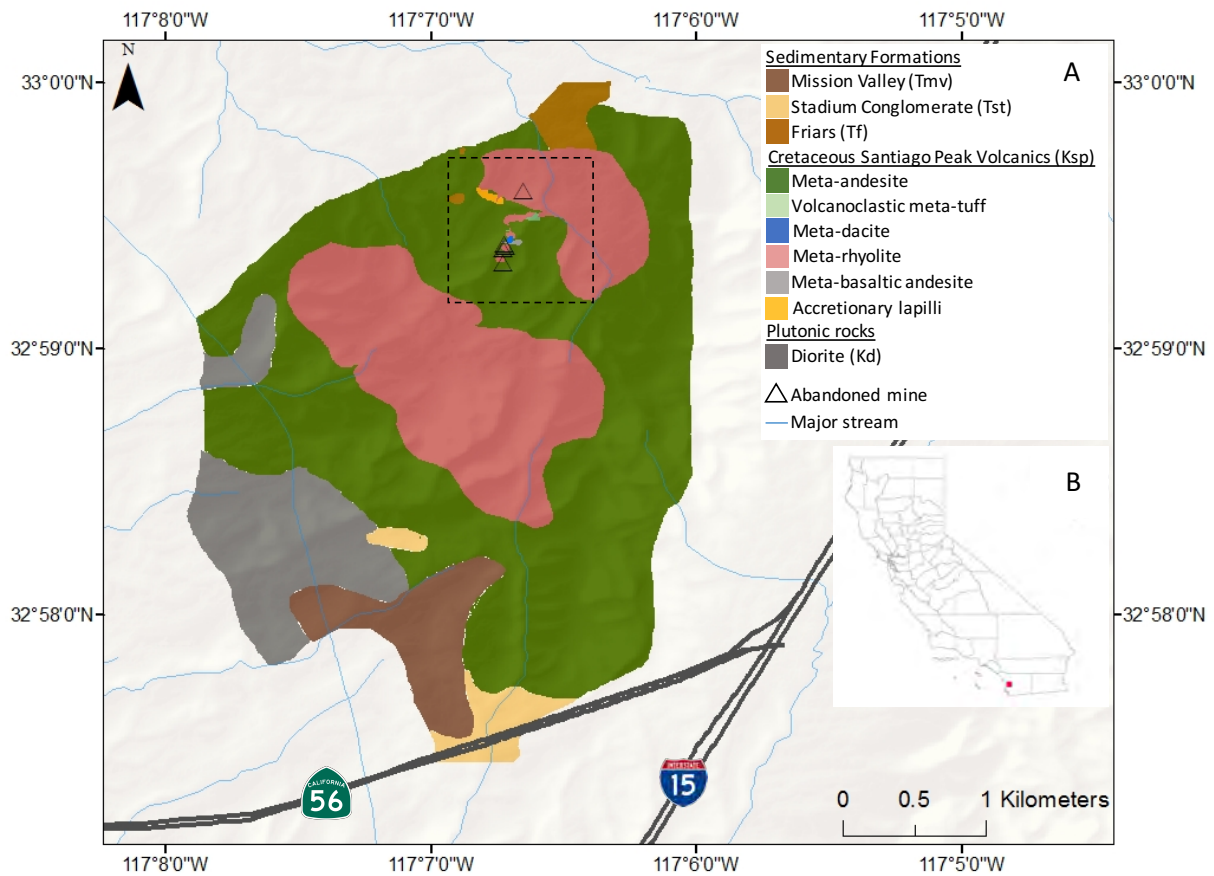 117°8'0"W 117°7'0"W 117°6'0"W 117°5'0"W
N
33°0'0"N
33°0'0"N
A
Sedimentary Formations
Mission Valley (Tmv)
Stadium Conglomerate (Tst)
Friars (Tf)
Cretaceous Santiago Peak Volcanics (Ksp)
Meta-andesite
Volcanoclastic meta-tuff
Meta-dacite
Meta-rhyolite
Meta-basaltic andesite
Accretionary lapilli
Plutonic rocks
Diorite (Kd)
Abandoned mine
Major stream
32°59'0"N
32°59'0"N
B
32°58'0"N
32°58'0"N
CALIFORNIA
56
INTERSTATE
15
0 0.5 1 Kilometers
117°8'0"W 117°7'0"W 117°6'0"W 117°5'0"W